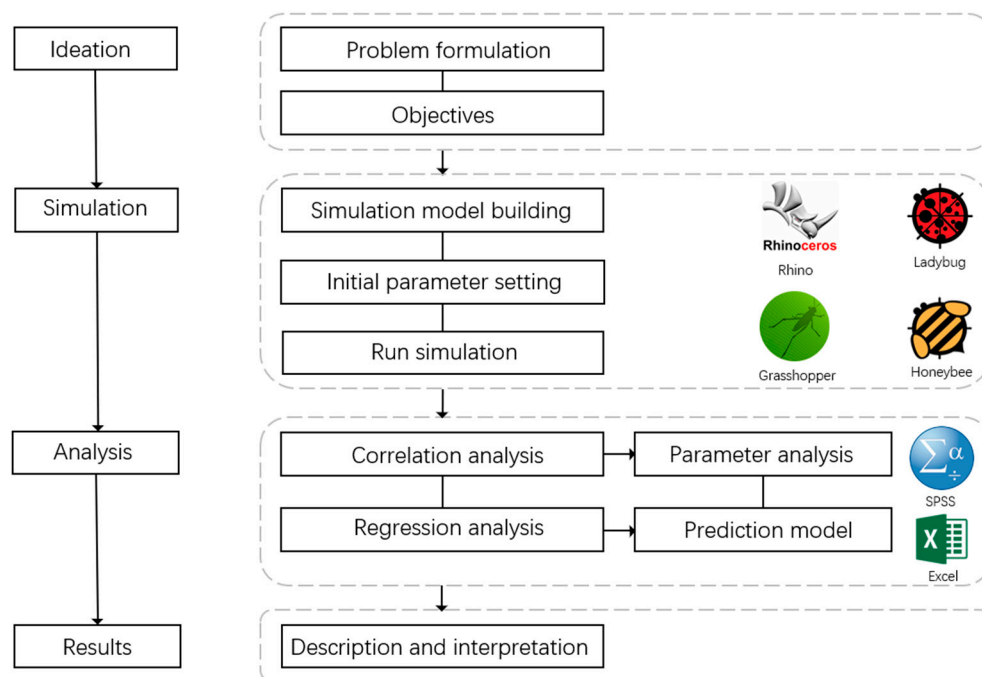 Ideation
Problem formulation
Objectives
Simulation
Simulation model building
Initial parameter setting
Run simulation
Rhinoceros
Rhino
Ladybug
Grasshopper
Honeybee
Analysis
Correlation analysis
Parameter analysis
Regression analysis
Prediction model
Σ α ÷
SPSS
X
Excel
Results
Description and interpretation